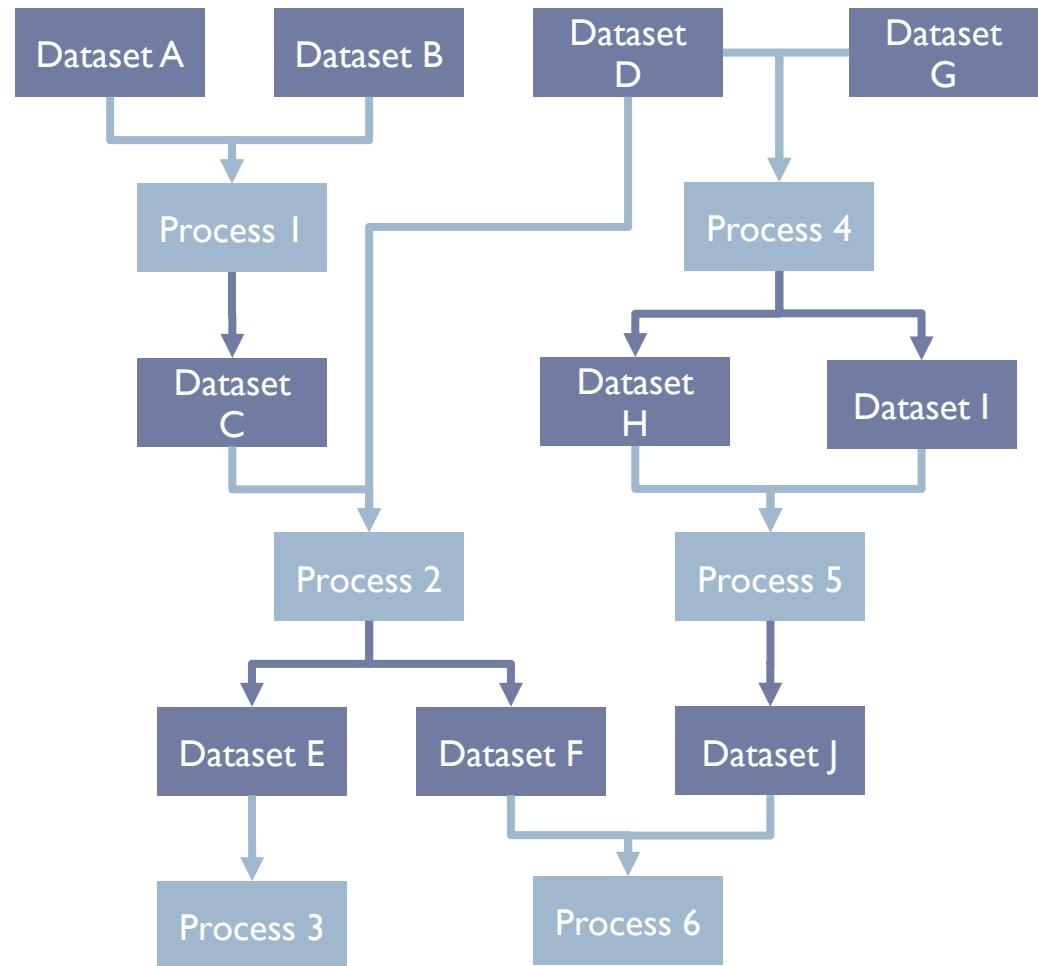 Dataset A
Dataset B
Dataset
D
Dataset
G
Process 1
Process 4
Dataset
C
Dataset
H
Dataset I
Process 2
Process 5
Dataset E
Dataset F
Dataset J
Process 3
Process 6